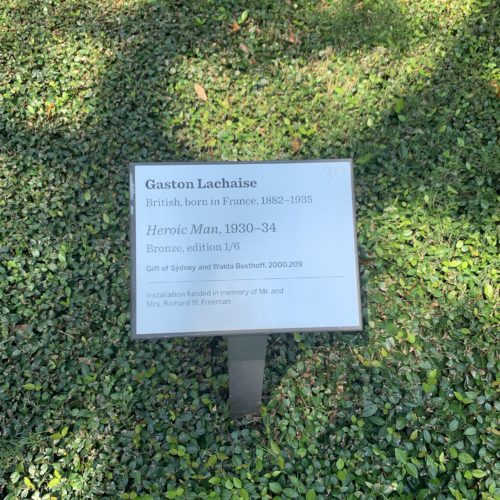 Gaston Lachaise
British, born in France, 1882–1935
Heroic Man, 1930–34
Bronze, edition 1/6
Gift of Sydney and Walda Besthoff, 2000.209
Installation funded in memory of Mr. and
Mrs. Richard W. Freeman